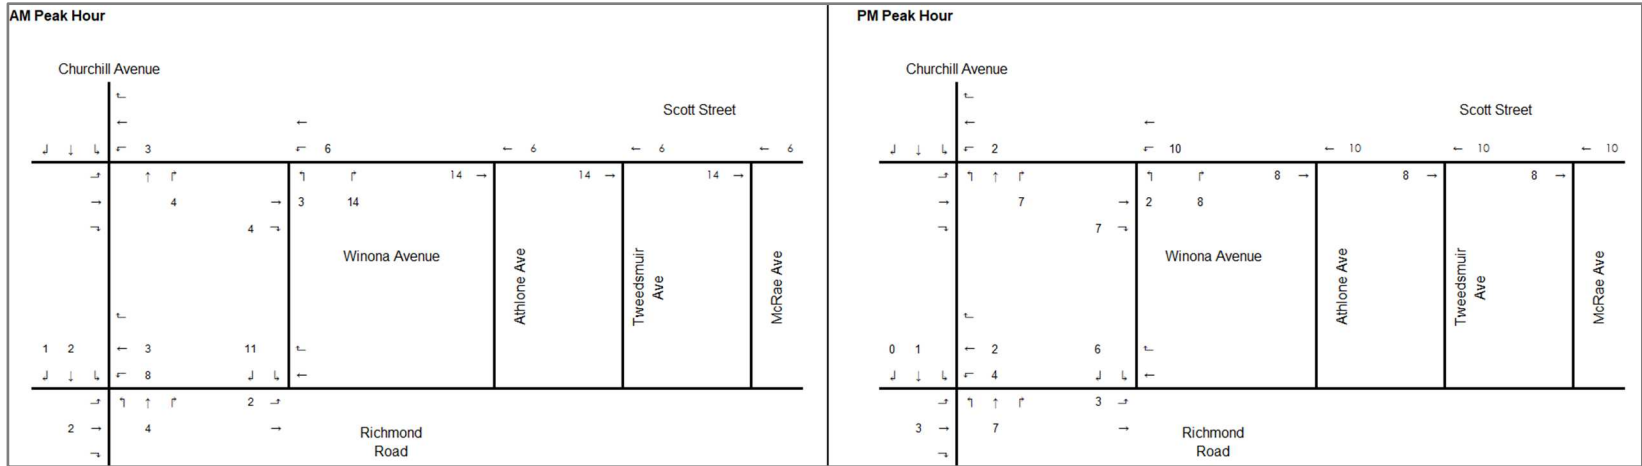 AM Peak Hour
Churchill Avenue
↰
← ←
Scott Street
↲ ↓ ↳ ↰ 3 ↰ 6 ← 6 ← 6 ← 6
→ ↑ ↱ ↰ ↱ 14 → 14 → 14 →
→ 4 → 3 14
→ 4 →
Winona Avenue
Athlone Ave
Tweedsmuir
Ave
McRae Ave
↰
1 2 ← 3 11 ↰
↲ ↓ ↳ ↰ 8 ↲ ↳ ←
→ ↰ ↑ ↱ 2 →
2 → 4 →
→
Richmond
Road
PM Peak Hour
Churchill Avenue
↰
← ←
Scott Street
↲ ↓ ↳ ↰ 2 ↰ 10 ← 10 ← 10 ← 10
→ ↰ ↑ ↱ ↰ ↱ 8 → 8 → 8 →
→ 7 → 2 8
→ 7 →
Winona Avenue
Athlone Ave
Tweedsmuir
Ave
McRae Ave
↰
0 1 ← 2 6 ↰
↲ ↓ ↳ ↰ 4 ↲ ↳ ←
→ ↰ ↑ ↱ 3 →
3 → 7 →
→
Richmond
Road